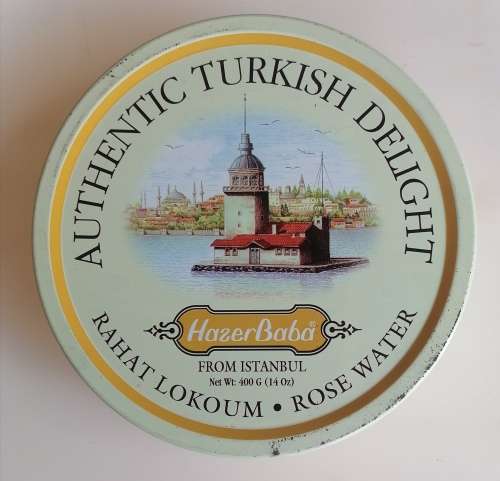 AUTHENTIC TURKISH DELIGHT
HazerBaba®
FROM ISTANBUL
Net Wt: 400 G (14 Oz)
RAHAT LOKOUM • ROSE WATER